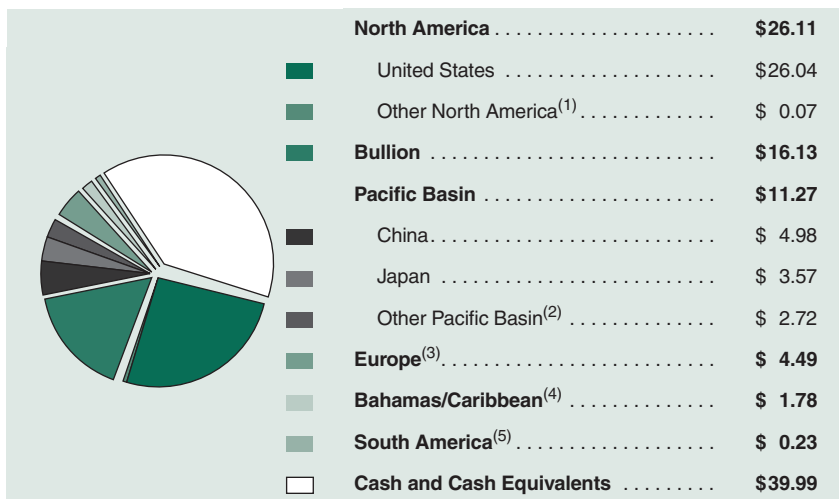 North America . . . . . . . . . . . . . . . . . . . . . . $26.11
United States . . . . . . . . . . . . . . . . . . . . . $26.04
Other North America(1) . . . . . . . . . . . . . $ 0.07
Bullion . . . . . . . . . . . . . . . . . . . . . . . . . . . $16.13
Pacific Basin . . . . . . . . . . . . . . . . . . . . . . $11.27
China . . . . . . . . . . . . . . . . . . . . . . . . . . . $ 4.98
Japan . . . . . . . . . . . . . . . . . . . . . . . . . . $ 3.57
Other Pacific Basin(2) . . . . . . . . . . . . . . $ 2.72
Europe(3) . . . . . . . . . . . . . . . . . . . . . . . . . . $ 4.49
Bahamas/Caribbean(4) . . . . . . . . . . . . . . $ 1.78
South America(5) . . . . . . . . . . . . . . . . . . . $ 0.23
Cash and Cash Equivalents . . . . . . . . . $39.99